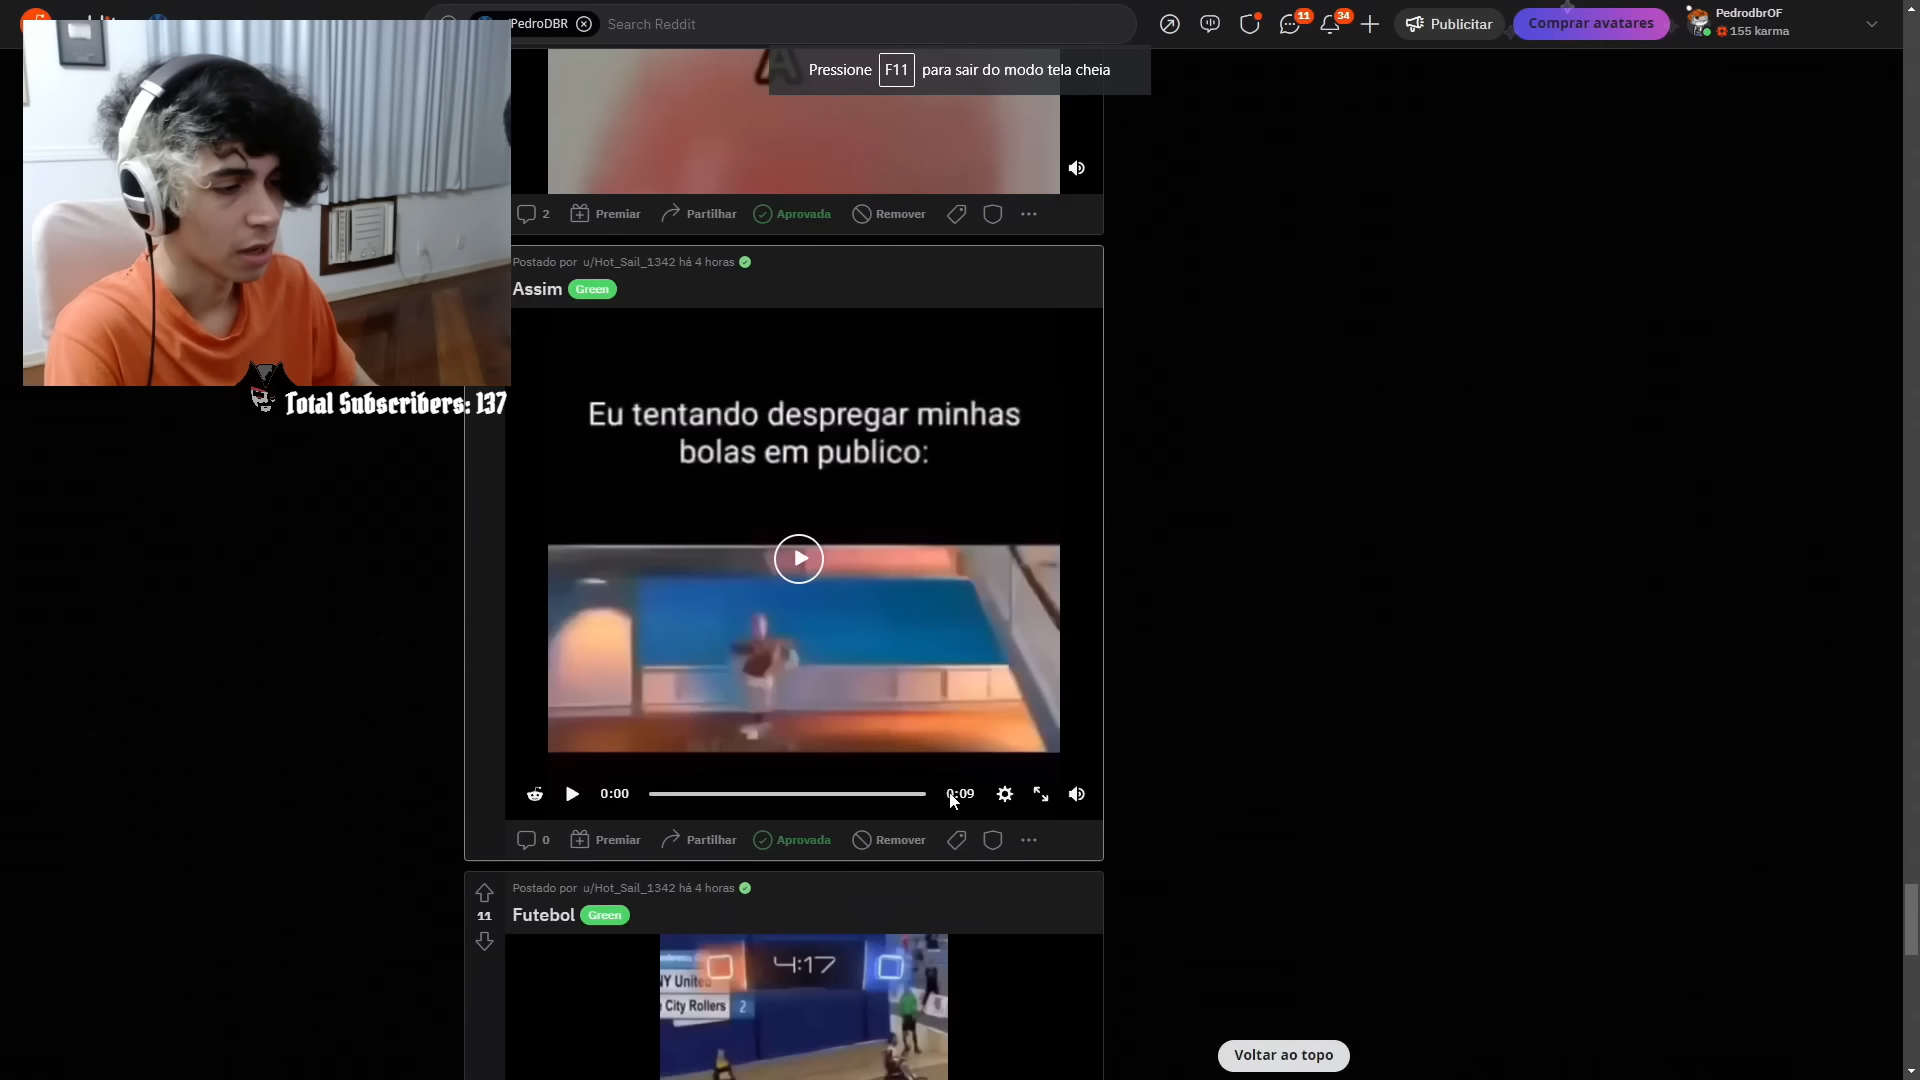 /PedroDBR
Search Reddit
11
34
Publicitar
Comprar avatares
PedrodbrOF
155 karma
Pressione F11 para sair do modo tela cheia
2 Premiar Partilhar Aprovada Remover
Postado por u/Hot_Sail_1342 há 4 horas
Assim Green
Total Subscribers: 137
Eu tentando despregar minhas
bolas em publico:
0:00 0:09
0 Premiar Partilhar Aprovada Remover
Postado por u/Hot_Sail_1342 há 4 horas
11
Futebol Green
4:17
NY United
City Rollers 2
Voltar ao topo